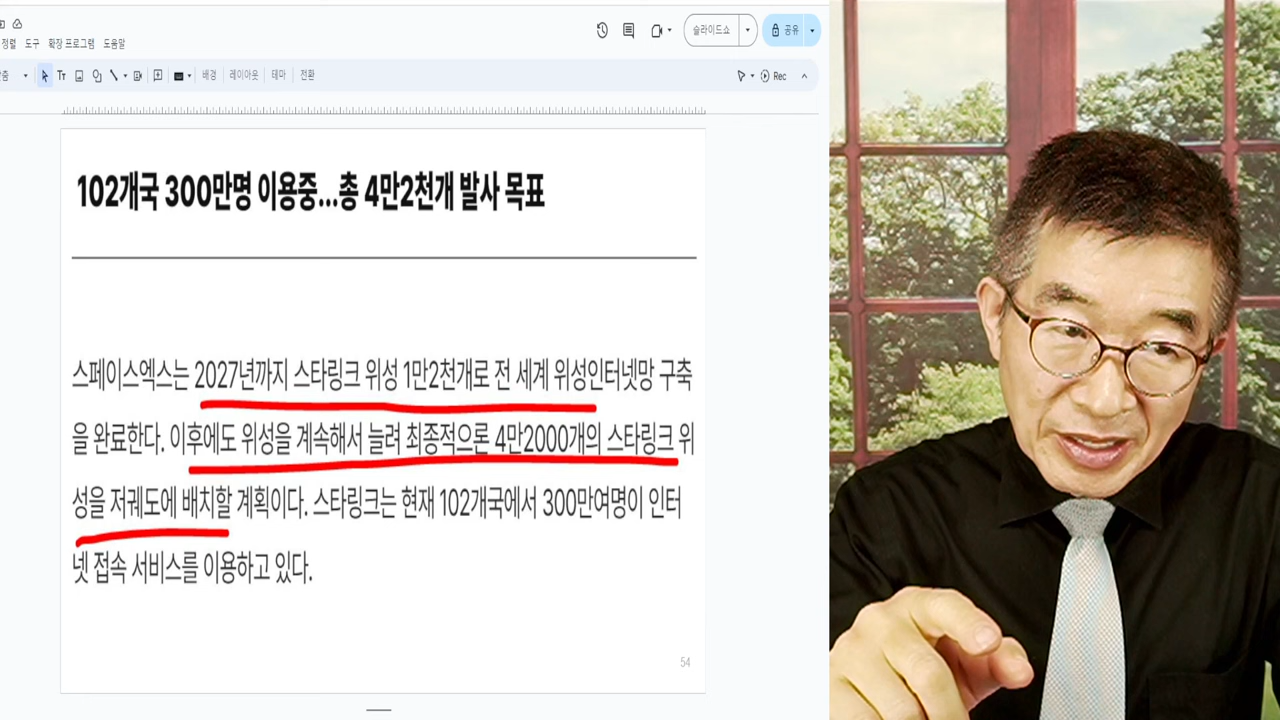 정렬 도구 확장 프로그램 도움말
슬라이드쇼
공유
배경 레이아웃 테마 전환
Rec
102개국 300만명 이용중...총 4만2천개 발사 목표
스페이스엑스는 2027년까지 스타링크 위성 1만2천개로 전 세계 위성인터넷망 구축
을 완료한다. 이후에도 위성을 계속해서 늘려 최종적으론 4만2000개의 스타링크 위
성을 저궤도에 배치할 계획이다. 스타링크는 현재 102개국에서 300만여명이 인터
넷 접속 서비스를 이용하고 있다.
54